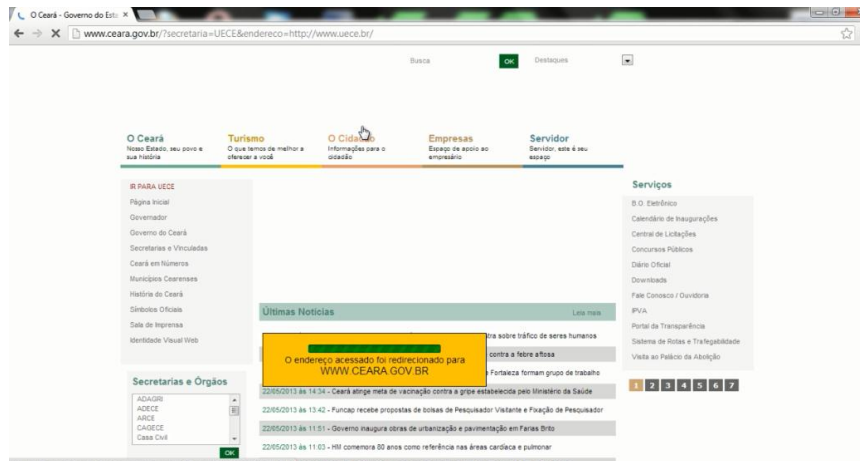 O Ceará - Governo do Esta
www.ceara.gov.br/?secretaria=UECE&endereco=http://www.uece.br/
Busca OK Destaques
O Ceará
Nosso Estado, seu povo e
sua história
Turismo
O que temos de melhor a
oferecer a você
O Cidadão
Informações para o
cidadão
Empresas
Espaço de apoio ao
empresário
Servidor
Servidor, este é seu
espaço
IR PARA UECE
Página Inicial
Governador
Governo do Ceará
Secretarias e Vinculadas
Ceará em Números
Municípios Cearenses
História do Ceará
Símbolos Oficiais
Sala de Imprensa
Identidade Visual Web
Secretarias e Órgãos
ADAGRI
ADECE
ARCE
CAGECE
Casa Civil
OK
Últimas Notícias Leia mais
tra sobre tráfico de seres humanos
contra a febre aftosa
Fortaleza formam grupo de trabalho
O endereço acessado foi redirecionado para
WWW.CEARA.GOV.BR
22/05/2013 às 14:34 - Ceará atinge meta de vacinação contra a gripe estabelecida pelo Ministério da Saúde
22/05/2013 às 13:42 - Funcap recebe propostas de bolsas de Pesquisador Visitante e Fixação de Pesquisador
22/05/2013 às 11:51 - Governo inaugura obras de urbanização e pavimentação em Farias Brito
22/05/2013 às 11:03 - HM comemora 80 anos como referência nas áreas cardíaca e pulmonar
Serviços
B.O. Eletrônico
Calendário de Inaugurações
Central de Licitações
Concursos Públicos
Diário Oficial
Downloads
Fale Conosco / Ouvidoria
IPVA
Portal da Transparência
Sistema de Rotas e Trafegabilidade
Visita ao Palácio da Abolição
1 2 3 4 5 6 7